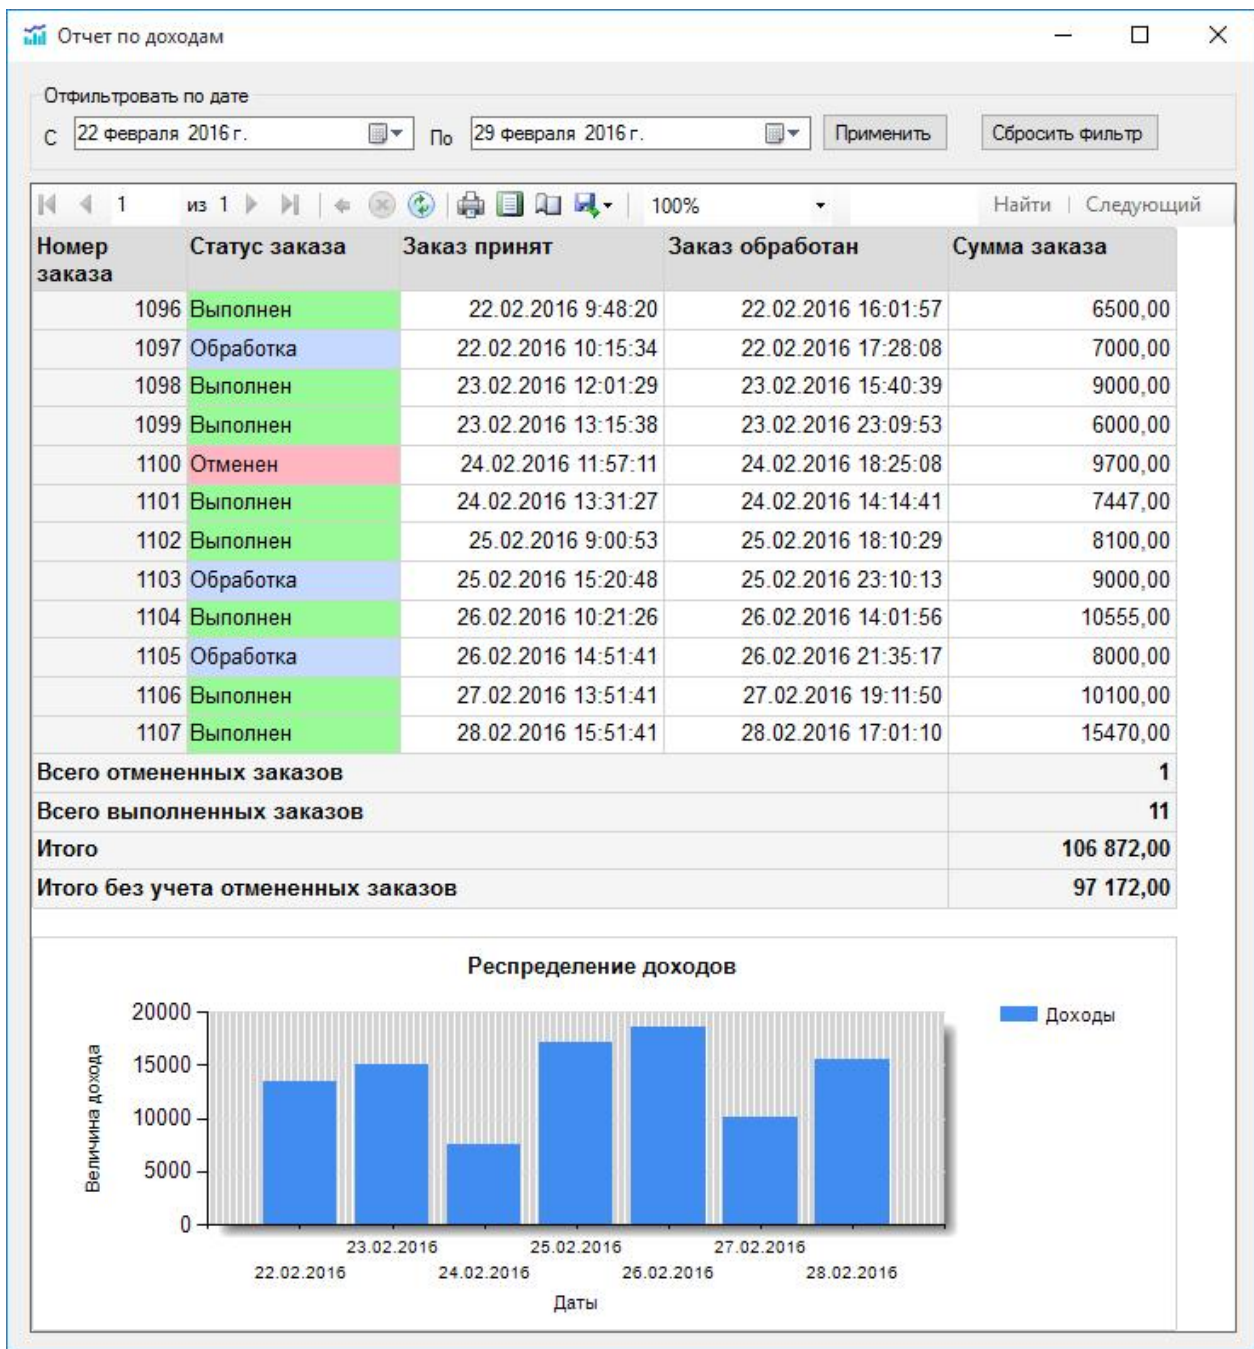 Отчет по доходам
Отфильтровать по дате
С 22 февраля 2016 г. По 29 февраля 2016 г. Применить Сбросить фильтр
1 из 1 100% Найти | Следующий
Номер заказа Статус заказа Заказ принят Заказ обработан Сумма заказа
1096 Выполнен 22.02.2016 9:48:20 22.02.2016 16:01:57 6500,00
1097 Обработка 22.02.2016 10:15:34 22.02.2016 17:28:08 7000,00
1098 Выполнен 23.02.2016 12:01:29 23.02.2016 15:40:39 9000,00
1099 Выполнен 23.02.2016 13:15:38 23.02.2016 23:09:53 6000,00
1100 Отменен 24.02.2016 11:57:11 24.02.2016 18:25:08 9700,00
1101 Выполнен 24.02.2016 13:31:27 24.02.2016 14:14:41 7447,00
1102 Выполнен 25.02.2016 9:00:53 25.02.2016 18:10:29 8100,00
1103 Обработка 25.02.2016 15:20:48 25.02.2016 23:10:13 9000,00
1104 Выполнен 26.02.2016 10:21:26 26.02.2016 14:01:56 10555,00
1105 Обработка 26.02.2016 14:51:41 26.02.2016 21:35:17 8000,00
1106 Выполнен 27.02.2016 13:51:41 27.02.2016 19:11:50 10100,00
1107 Выполнен 28.02.2016 15:51:41 28.02.2016 17:01:10 15470,00
Всего отмененных заказов 1
Всего выполненных заказов 11
Итого 106 872,00
Итого без учета отмененных заказов 97 172,00
Респределение доходов
20000
15000
10000
5000
0
Величина дохода
Доходы
23.02.2016 25.02.2016 27.02.2016
22.02.2016 24.02.2016 26.02.2016 28.02.2016
Даты